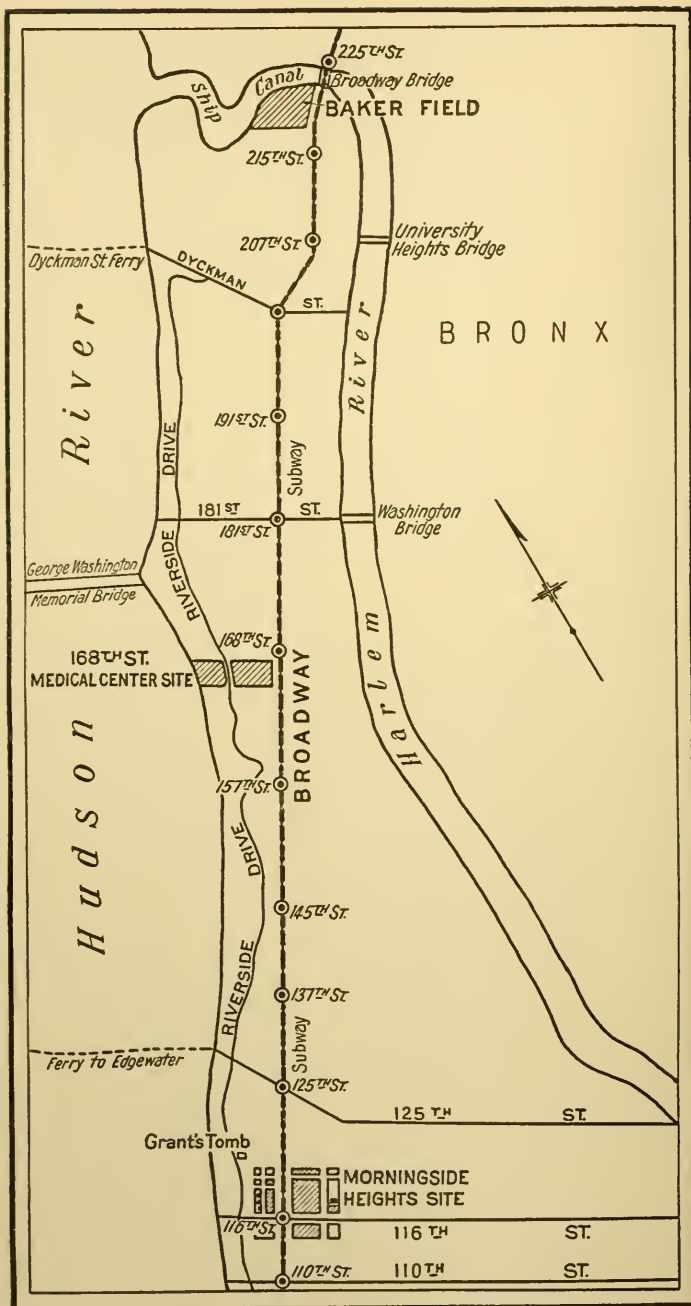 225TH ST.
Canal
Ship
Broadway Bridge
BAKER FIELD
215TH ST.
207TH ST.
University
Heights Bridge
Dyckman St. Ferry
DYCKMAN
ST.
River
BRONX
River
191ST ST.
Subway
DRIVE
181ST
ST.
181ST ST.
Washington
Bridge
George Washington
Memorial Bridge
RIVERSIDE
168TH ST.
168TH ST.
MEDICAL CENTER SITE
BROADWAY
Harlem
Hudson
157TH ST.
DRIVE
145TH ST.
RIVERSIDE
137TH ST.
Subway
Ferry to Edgewater
125TH ST.
125TH ST.
Grant's Tomb
MORNINGSIDE
HEIGHTS SITE
116TH ST.
116TH ST.
110TH ST.
110TH ST.